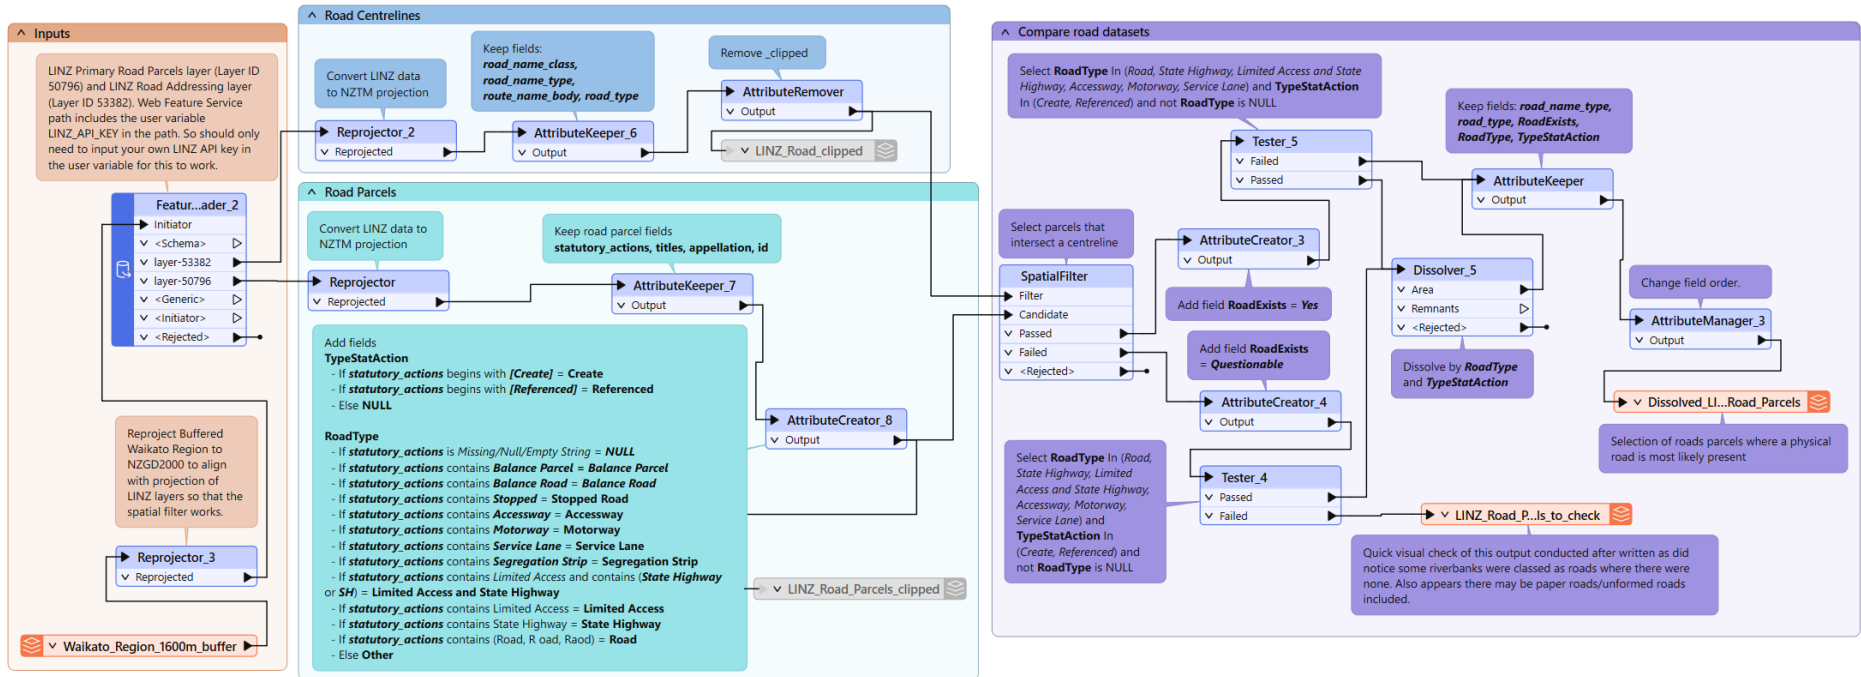 Inputs
LINZ Primary Road Parcels layer (Layer ID
50796) and LINZ Road Addressing layer
(Layer ID 53382). Web Feature Service
path includes the user variable
LINZ_API_KEY in the path. So should only
need to input your own LINZ API key in
the user variable for this to work.
Featur...ader_2
Initiator
<Schema>
layer-53382
layer-50796
<Generic>
<Initiator>
<Rejected>
Reproject Buffered
Waikato Region to
NZGD2000 to align
with projection of
LINZ layers so that the
spatial filter works.
Reprojector_3
Reprojected
Waikato_Region_1600m_buffer
Road Centrelines
Convert LINZ data
to NZTM projection
Reprojector_2
Reprojected
Keep fields:
road_name_class,
road_name_type,
route_name_body, road_type
AttributeKeeper_6
Output
Remove _clipped
AttributeRemover
Output
LINZ_Road_clipped
Road Parcels
Convert LINZ data to
NZTM projection
Reprojector
Reprojected
Keep road parcel fields
statutory_actions, titles, appellation, id
AttributeKeeper_7
Output
Add fields
TypeStatAction
- If statutory_actions begins with [Create] = Create
- If statutory_actions begins with [Referenced] = Referenced
- Else NULL
RoadType
- If statutory_actions is Missing/Null/Empty String = NULL
- If statutory_actions contains Balance Parcel = Balance Parcel
- If statutory_actions contains Balance Road = Balance Road
- If statutory_actions contains Stopped = Stopped Road
- If statutory_actions contains Accessway = Accessway
- If statutory_actions contains Motorway = Motorway
- If statutory_actions contains Service Lane = Service Lane
- If statutory_actions contains Segregation Strip = Segregation Strip
- If statutory_actions contains Limited Access and contains (State Highway
or SH) = Limited Access and State Highway
- If statutory_actions contains Limited Access = Limited Access
- If statutory_actions contains State Highway = State Highway
- If statutory_actions contains (Road, R oad, Raod) = Road
- Else Other
AttributeCreator_8
Output
LINZ_Road_Parcels_clipped
Compare road datasets
Select RoadType In (Road, State Highway, Limited Access and State
Highway, Accessway, Motorway, Service Lane) and TypeStatAction
In (Create, Referenced) and not RoadType is NULL
Tester_5
Failed
Passed
Keep fields: road_name_type,
road_type, RoadExists,
RoadType, TypeStatAction
AttributeKeeper
Output
Select parcels that
intersect a centreline
SpatialFilter
Filter
Candidate
Passed
Failed
<Rejected>
AttributeCreator_3
Output
Add field RoadExists = Yes
Add field RoadExists
= Questionable
AttributeCreator_4
Output
Dissolver_5
Area
Remnants
<Rejected>
Dissolve by RoadType
and TypeStatAction
Change field order.
AttributeManager_3
Output
Dissolved_LI...Road_Parcels
Selection of roads parcels where a physical
road is most likely present
Select RoadType In (Road,
State Highway, Limited
Access and State Highway,
Accessway, Motorway,
Service Lane) and
TypeStatAction In
(Create, Referenced) and
not RoadType is NULL
Tester_4
Passed
Failed
LINZ_Road_P...ls_to_check
Quick visual check of this output conducted after written as did
notice some riverbanks were classed as roads where there were
none. Also appears there may be paper roads/unformed roads
included.